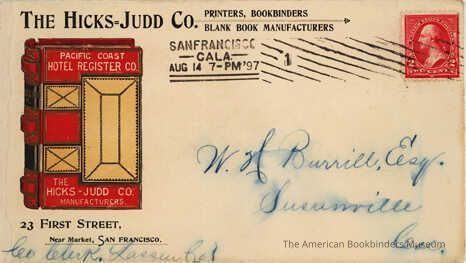 THE HICKS-JUDD CO.
PRINTERS, BOOKBINDERS
BLANK BOOK MANUFACTURERS
SANFRANCISCO
CALA.
AUG 14 7-PM '97
1
PACIFIC COAST
HOTEL REGISTER CO.
THE
HICKS-JUDD CO.
MANUFACTURERS.
W. H. Burrill, Esq.
Susanville
Cal.
23 FIRST STREET,
Near Market, SAN FRANCISCO.
Co Clerk, Lassen Co
The American Bookbinders Museum